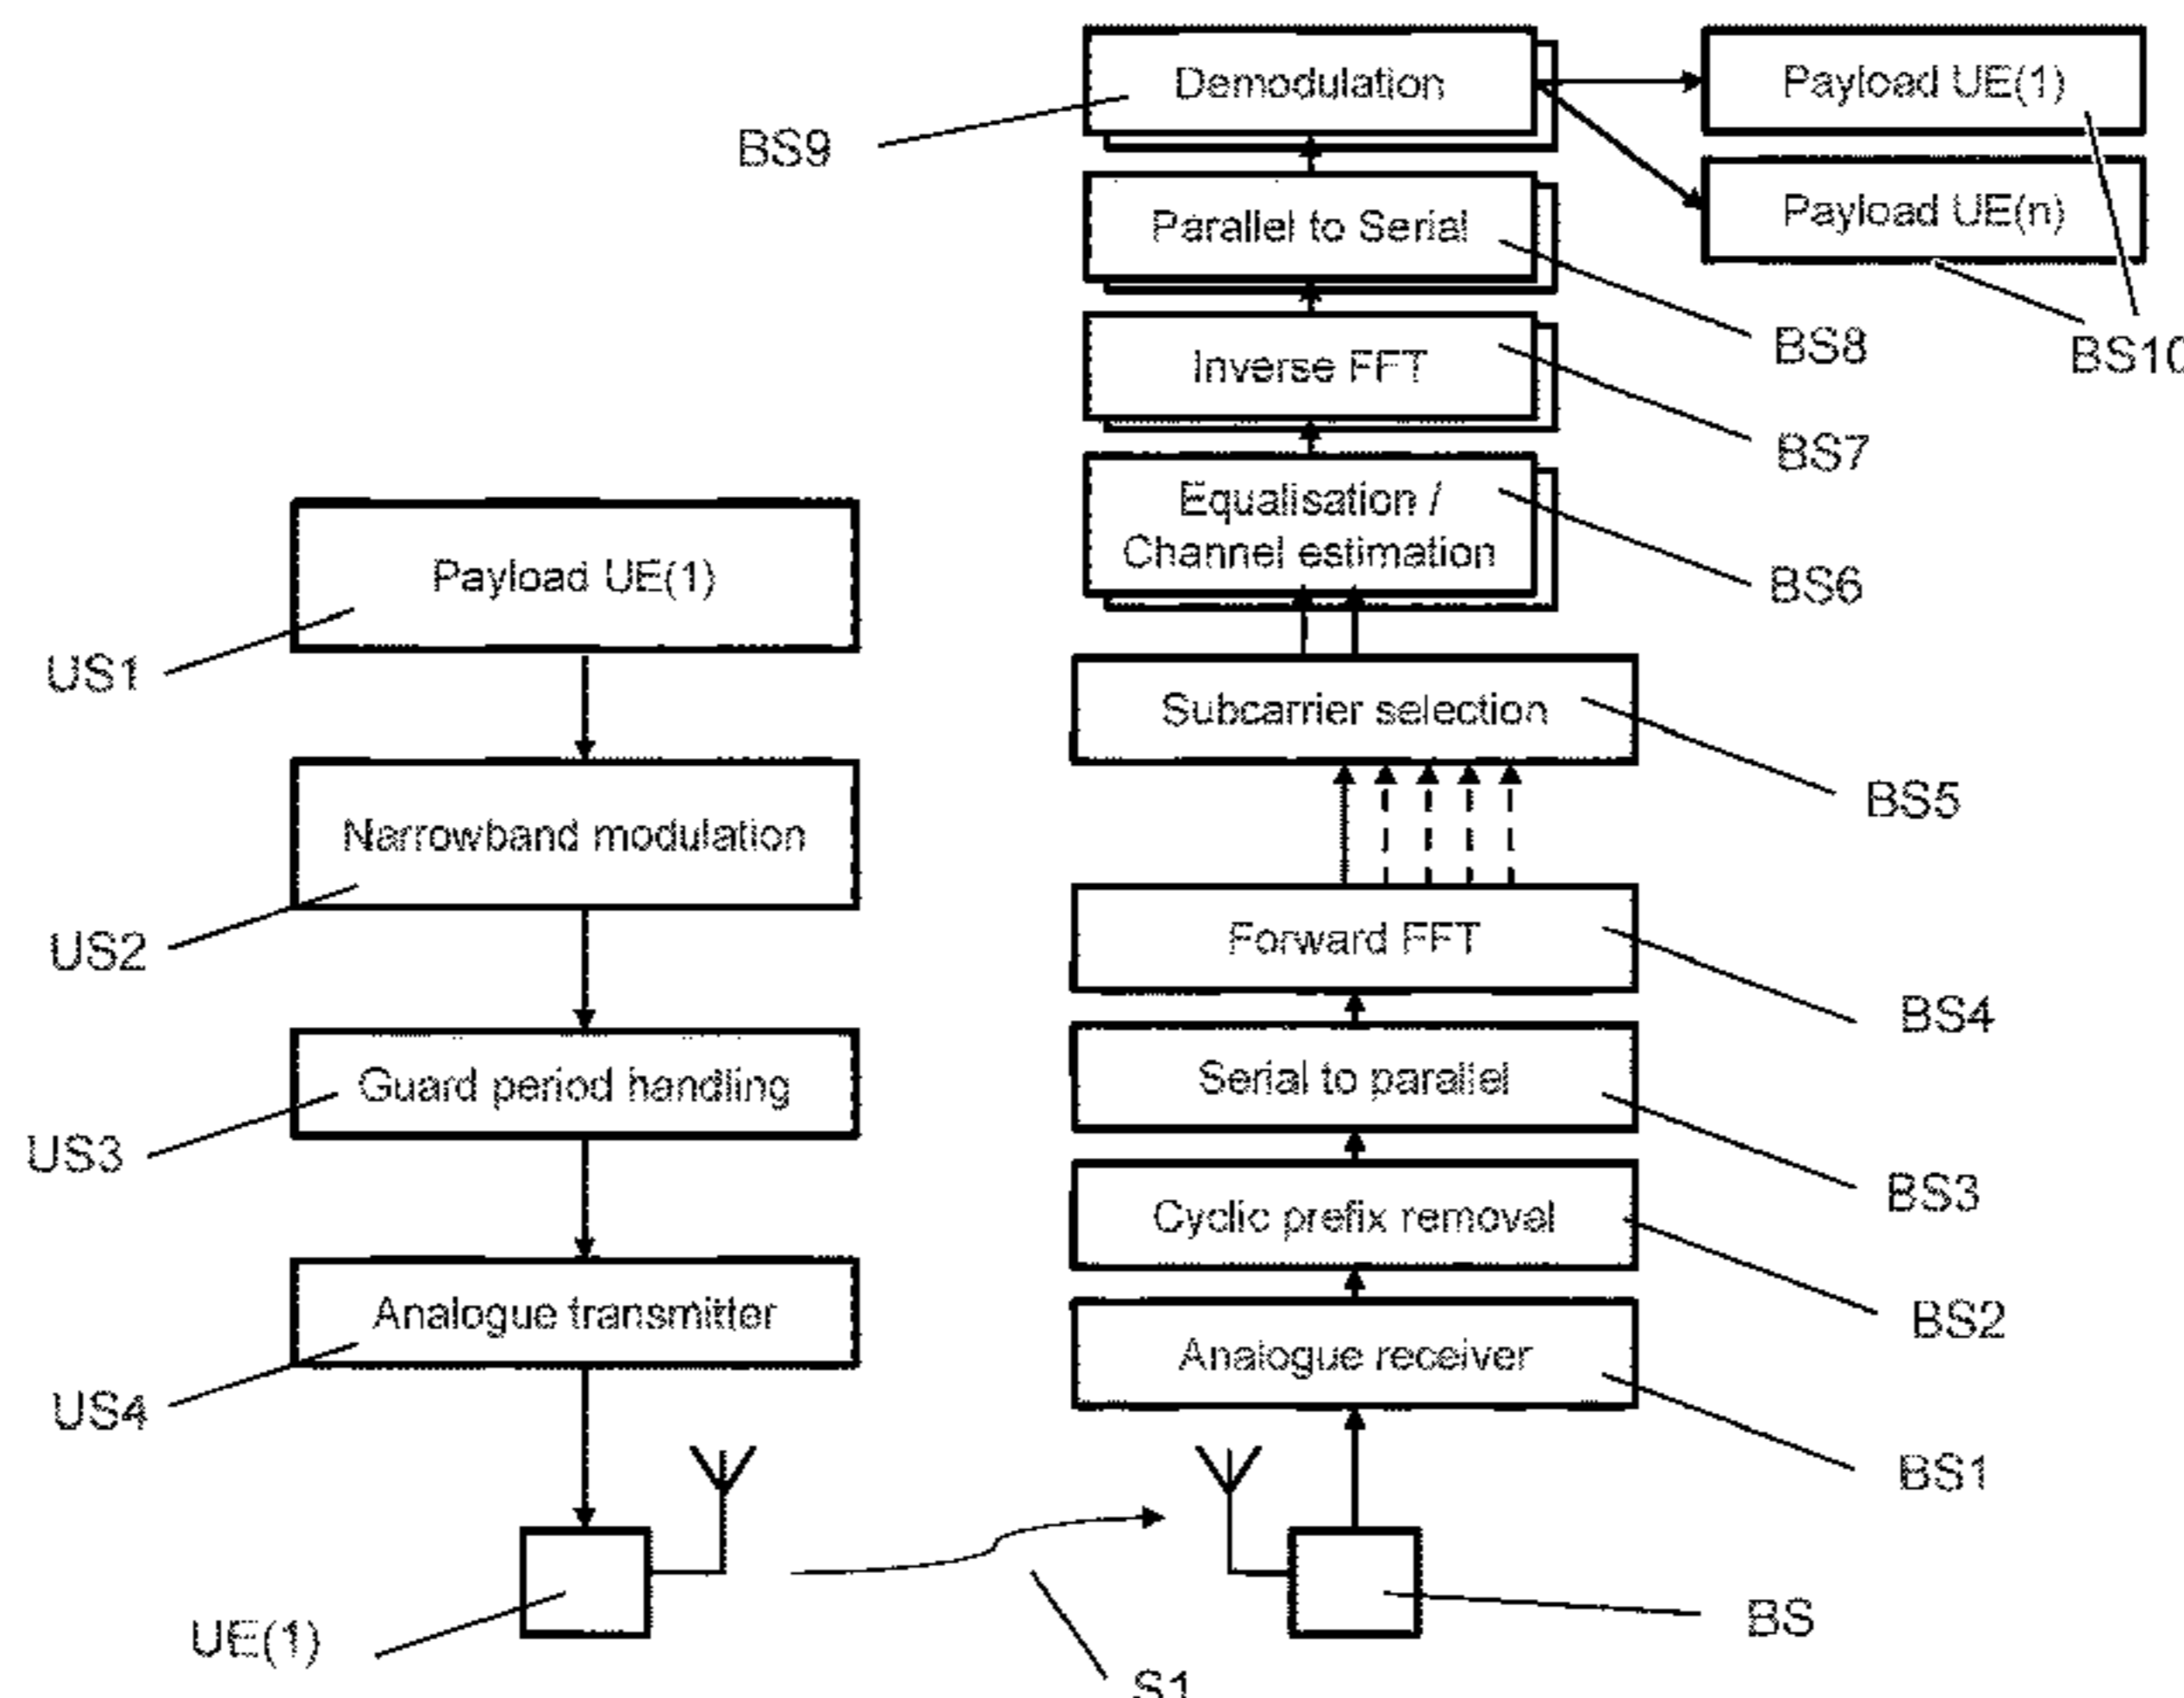 Demodulation
Payload UE(1)
BS9
Parallel to Serial
Payload UE(n)
BS8
BS10
Inverse FFT
BS7
Equalisation /
Channel estimation
BS6
Payload UE(1)
US1
Subcarrier selection
BS5
Narrowband modulation
US2
Forward FFT
BS4
Guard period handling
US3
Serial to parallel
BS3
Cyclic prefix removal
BS2
Analogue transmitter
US4
Analogue receiver
BS1
UE(1)
BS
S1